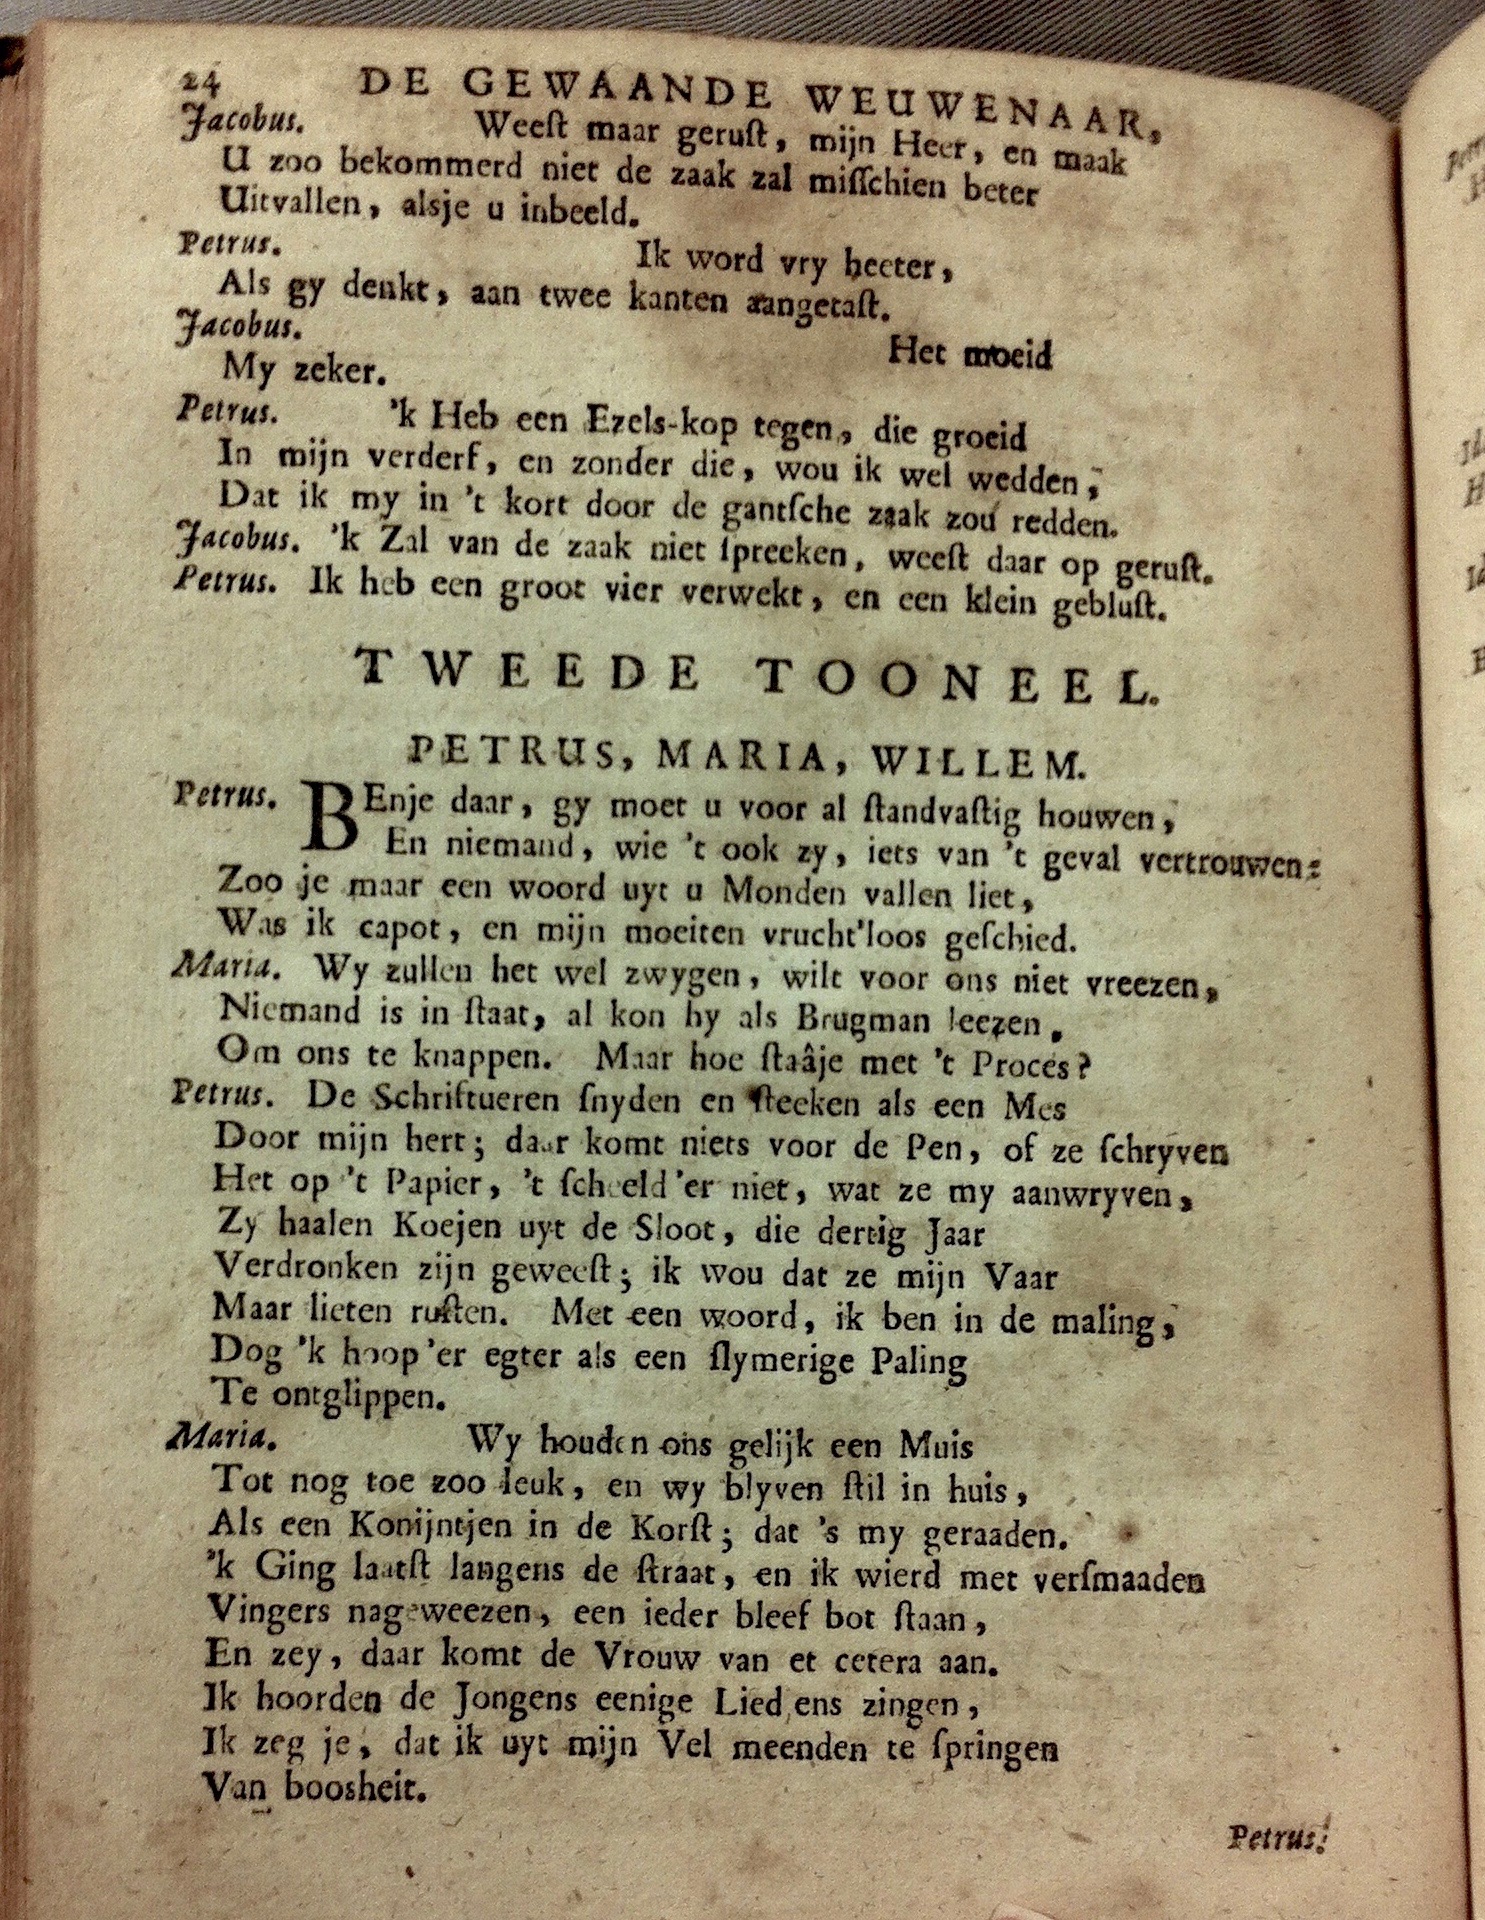 24 DE GEWAANDE WEUWENAAR,
Jacobus. Weeſt maar geruſt, mijn Heer, en maak
U zoo bekommerd niet de zaak zal miſſchien beter
Uitvallen, alsje u inbeeld.
Petrus. Ik word vry heeter,
Als gy denkt, aan twee kanten aangetaſt.
Jacobus. Het moeid
My zeker.
Petrus. 'k Heb een Ezels-kop tegen, die groeid
In mijn verderf, en zonder die, wou ik wel wedden,
Dat ik my in 't kort door de gantſche zaak zou redden.
Jacobus. 'k Zal van de zaak niet ſpreeken, weeſt daar op geruſt.
Petrus. Ik heb een groot vier verwekt, en een klein gebluſt.
TWEEDE TOONEEL.
PETRUS, MARIA, WILLEM.
Petrus. BEnje daar, gy moet u voor al ſtandvaſtig houwen,
En niemand, wie 't ook zy, iets van 't geval vertrouwen:
Zoo je maar een woord uyt u Monden vallen liet,
Was ik capot, en mijn moeiten vrucht'loos geſchied.
Maria. Wy zullen het wel zwygen, wilt voor ons niet vreezen,
Niemand is in ſtaat, al kon hy als Brugman leezen,
Om ons te knappen. Maar hoe ſtaâje met 't Proces?
Petrus. De Schriftueren ſnyden en ſteeken als een Mes
Door mijn hert; daar komt niets voor de Pen, of ze ſchryven
Het op 't Papier, 't ſcheeld'er niet, wat ze my aanwryven,
Zy haalen Koejen uyt de Sloot, die dertig Jaar
Verdronken zijn geweeſt; ik wou dat ze mijn Vaar
Maar lieten ruſten. Met een woord, ik ben in de maling,
Dog 'k hoop'er egter als een ſlymerige Paling
Te ontglippen.
Maria. Wy houden ons gelijk een Muis
Tot nog toe zoo leuk, en wy blyven ſtil in huis,
Als een Konijntjen in de Korſt; dat 's my geraaden.
'k Ging laatſt langens de ſtraat, en ik wierd met verſmaaden
Vingers nageweezen, een ieder bleef bot ſtaan,
En zey, daar komt de Vrouw van et cetera aan.
Ik hoorden de Jongens eenige Liedjens zingen,
Ik zeg je, dat ik uyt mijn Vel meenden te ſpringen
Van boosheit.
Petrus.